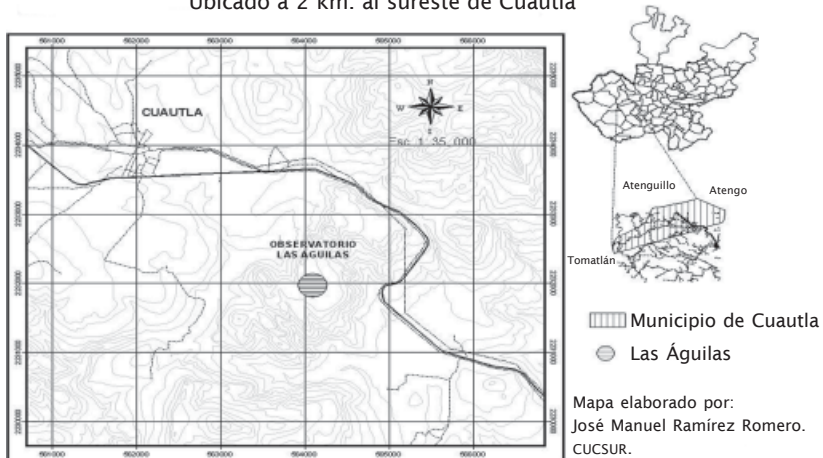 Ubicado a 2 km. al sureste de Cuautla
CUAUTLA
N
W
E
S
Esc 1:35,000
OBSERVATORIO
LAS AGUILAS
Atenguillo
Atengo
Tomatlán
Municipio de Cuautla
Las Águilas
Mapa elaborado por:
José Manuel Ramírez Romero.
CUCSUR.